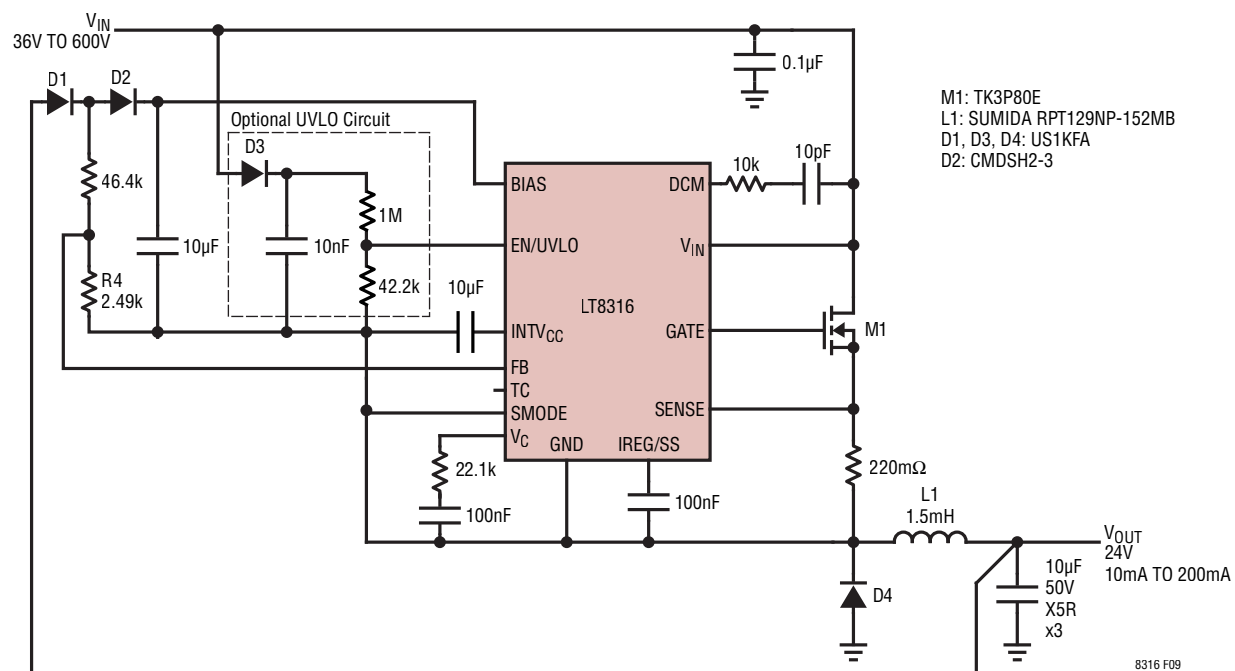 VIN
36V TO 600V
0.1µF
D1
D2
Optional UVLO Circuit
D3
M1: TK3P80E
L1: SUMIDA RPT129NP-152MB
D1, D3, D4: US1KFA
D2: CMDSH2-3
46.4k
10µF
R4
2.49k
10nF
1M
42.2k
10µF
10k
10pF
BIAS
DCM
EN/UVLO
VIN
LT8316
INTVCC
GATE
M1
FB
TC
SMODE
SENSE
VC
GND
IREG/SS
22.1k
100nF
100nF
220mΩ
L1
1.5mH
VOUT
24V
10mA TO 200mA
D4
10µF
50V
X5R
x3
8316 F09